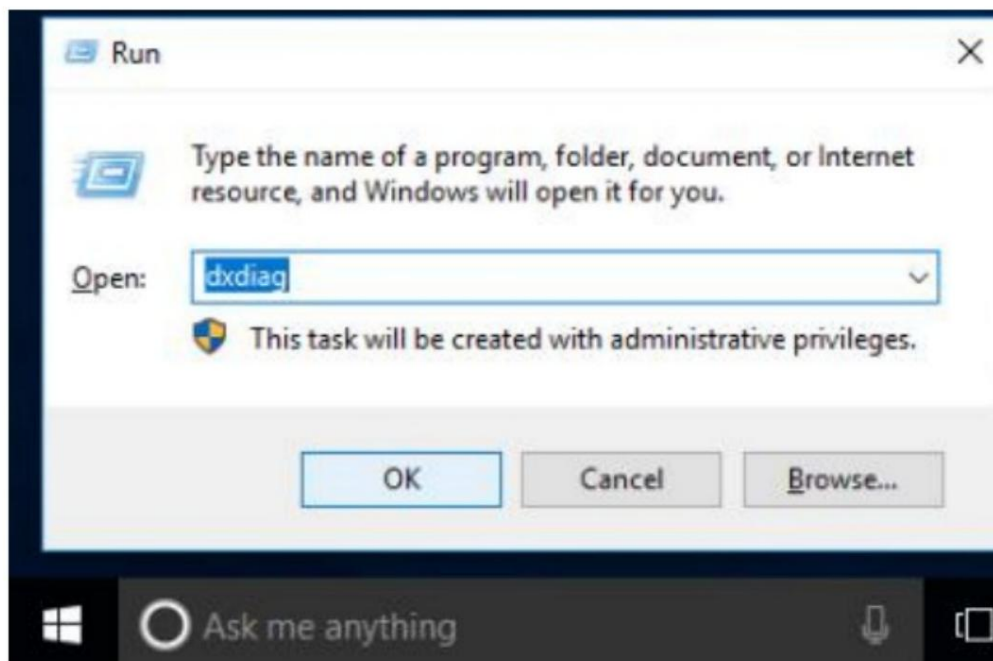 Run
Type the name of a program, folder, document, or Internet
resource, and Windows will open it for you.
Open: dxdiag
This task will be created with administrative privileges.
OK Cancel Browse...
Ask me anything